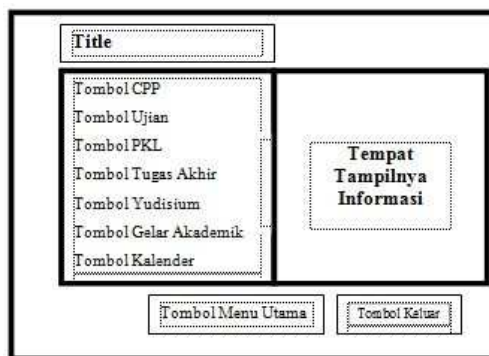 Title
Tombol CPP
Tombol Ujian
Tombol PKL
Tombol Tugas Akhir
Tombol Yudisium
Tombol Gelar Akademik
Tombol Kalender
Tempat
Tampilnya
Informasi
Tombol Menu Utama
Tombol Keluar